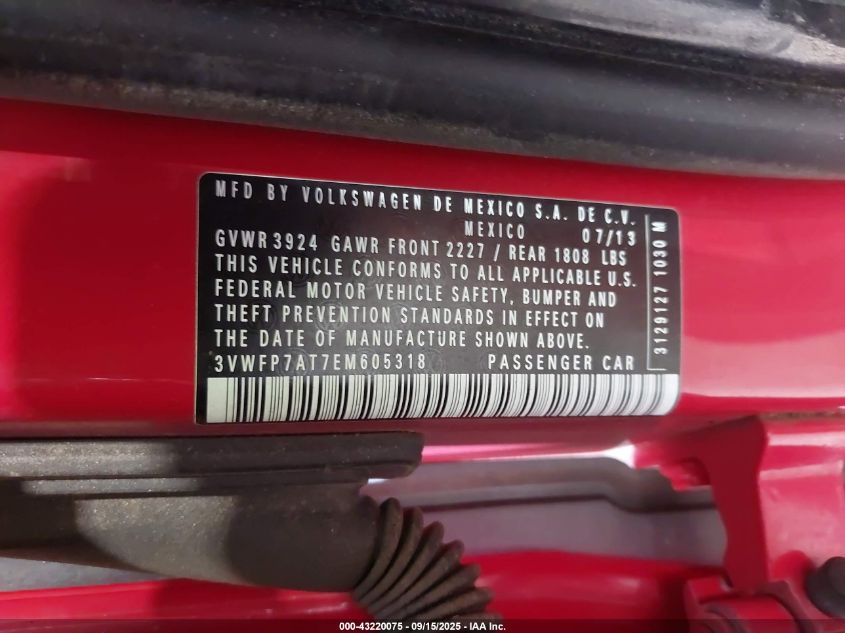 MFD BY VOLKSWAGEN DE MEXICO S.A. DE C.V.
MEXICO 07/13
GVWR 3924 GAWR FRONT 2227 / REAR 1808 LBS
THIS VEHICLE CONFORMS TO ALL APPLICABLE U.S.
FEDERAL MOTOR VEHICLE SAFETY, BUMPER AND
THEFT PREVENTION STANDARDS IN EFFECT ON
THE DATE OF MANUFACTURE SHOWN ABOVE.
3VWFP7AT7EM605318 PASSENGER CAR
3129127 1030 M
000-43220075 - 09/15/2025 - IAA Inc.